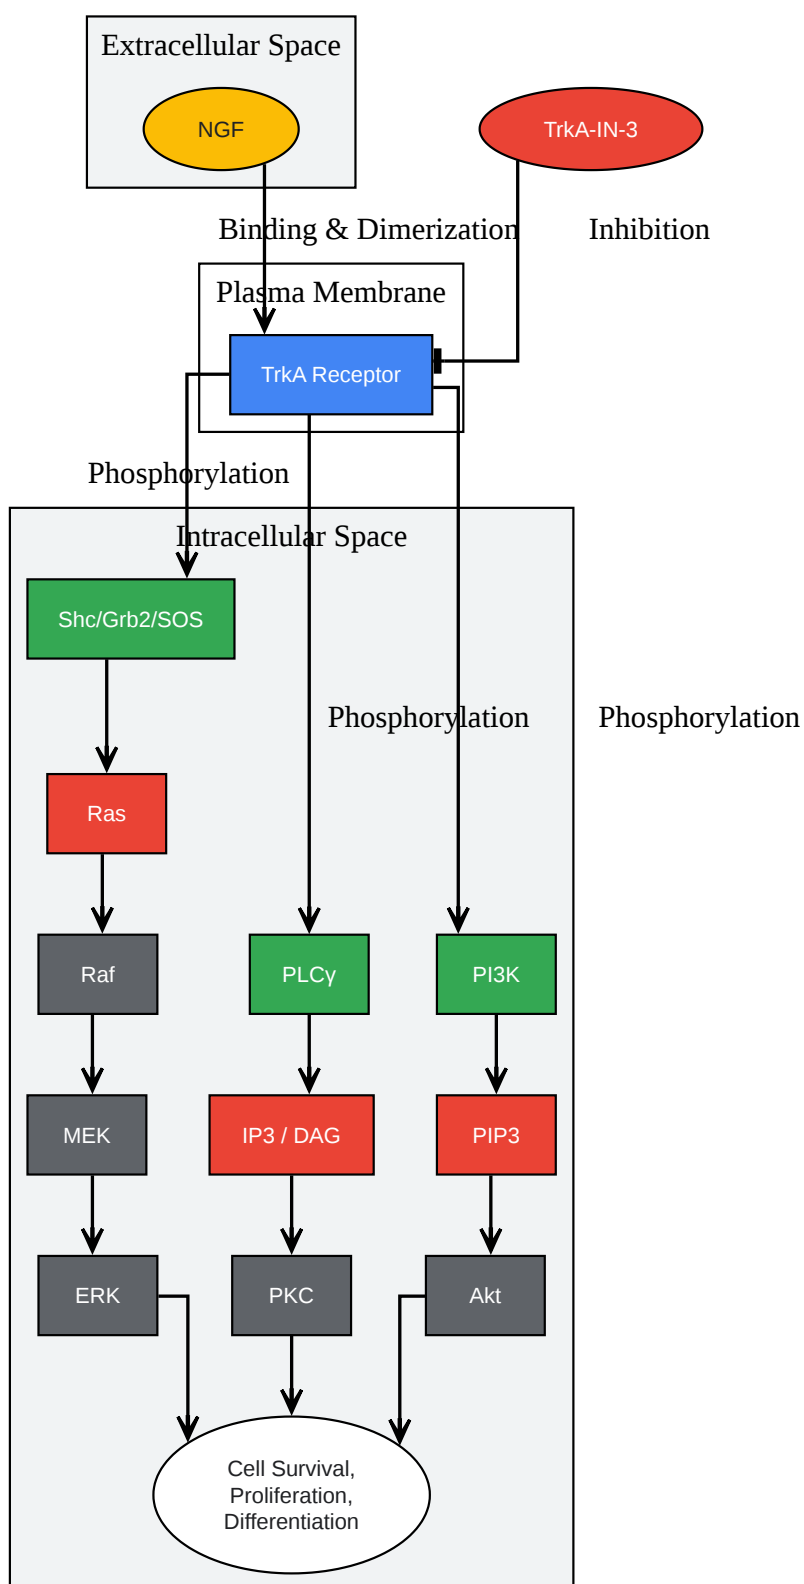 Extracellular Space
NGF
TrkA-IN-3
Binding & Dimerization
Inhibition
Plasma Membrane
TrkA Receptor
Phosphorylation
Intracellular Space
Shc/Grb2/SOS
Phosphorylation
Phosphorylation
Ras
Raf
PLCγ
PI3K
MEK
IP3 / DAG
PIP3
ERK
PKC
Akt
Cell Survival,
Proliferation,
Differentiation